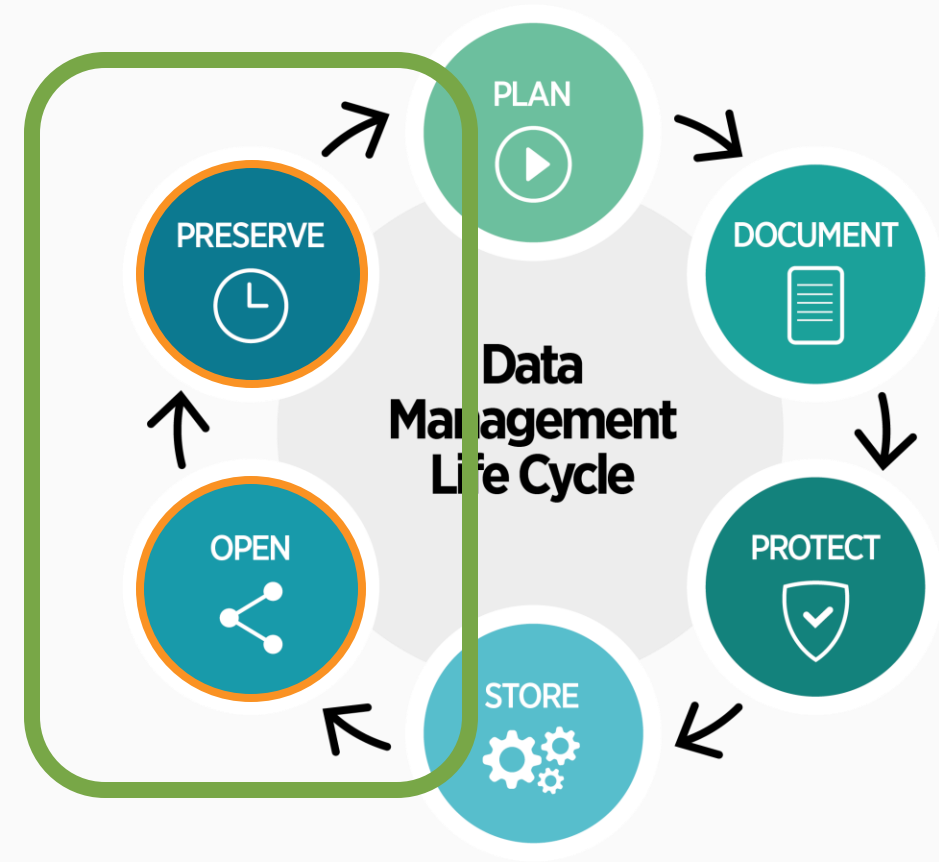 PLAN
DOCUMENT
PROTECT
STORE
OPEN
PRESERVE
Data
Management
Life Cycle